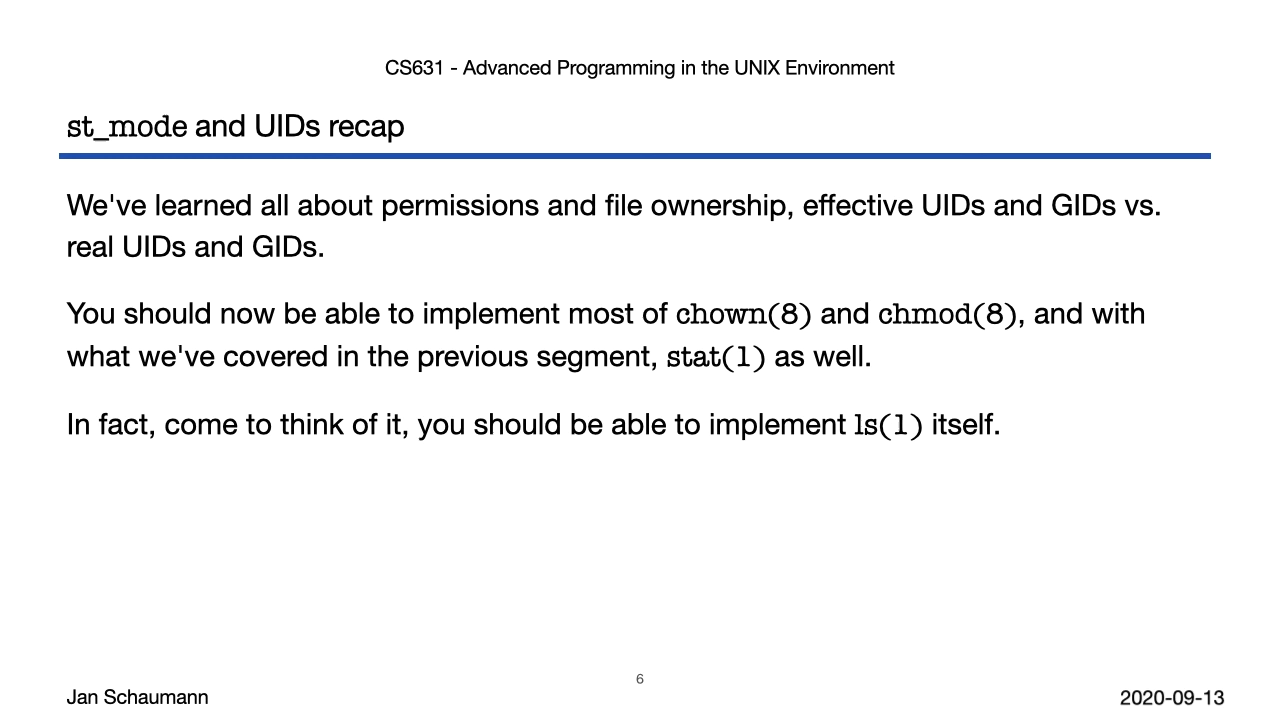 CS631 - Advanced Programming in the UNIX Environment
st_mode and UIDs recap
We've learned all about permissions and file ownership, effective UIDs and GIDs vs.
real UIDs and GIDs.
You should now be able to implement most of chown(8) and chmod(8), and with
what we've covered in the previous segment, stat(1) as well.
In fact, come to think of it, you should be able to implement ls(1) itself.
6
Jan Schaumann
2020-09-13